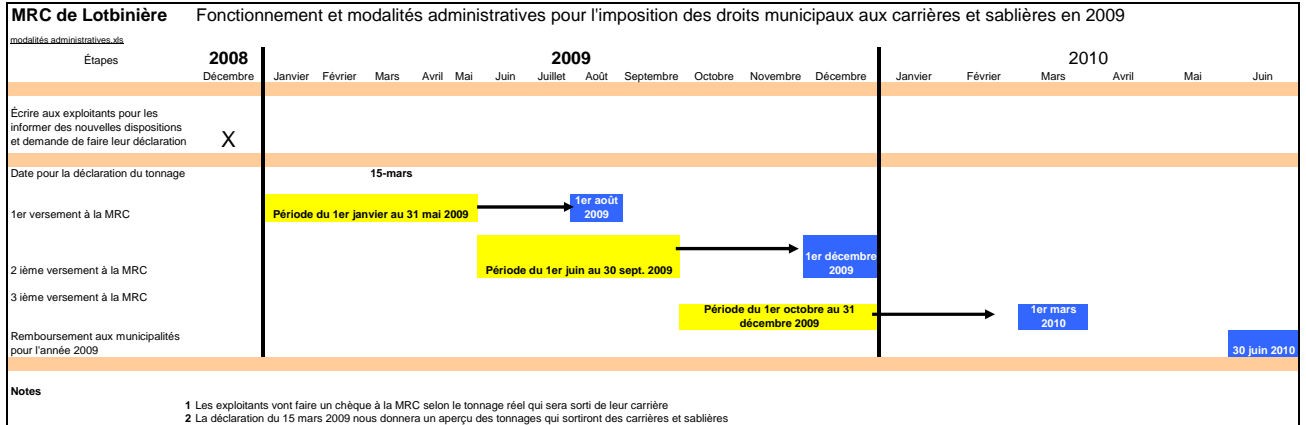 MRC de Lotbinière Fonctionnement et modalités administratives pour l'imposition des droits municipaux aux carrières et sablières en 2009
modalités administratives.xls
Étapes 2008 2009 2010
Décembre Janvier Février Mars Avril Mai Juin Juillet Août Septembre Octobre Novembre Décembre Janvier Février Mars Avril Mai Juin
Écrire aux exploitants pour les
informer des nouvelles dispositions
et demande de faire leur déclaration X
Date pour la déclaration du tonnage 15-mars
1er versement à la MRC Période du 1er janvier au 31 mai 2009 1er août
2009
2 ième versement à la MRC Période du 1er juin au 30 sept. 2009 1er décembre
2009
3 ième versement à la MRC
Période du 1er octobre au 31
décembre 2009
1er mars
2010
Remboursement aux municipalités
pour l'année 2009 30 juin 2010
Notes
1 Les exploitants vont faire un chèque à la MRC selon le tonnage réel qui sera sorti de leur carrière
2 La déclaration du 15 mars 2009 nous donnera un aperçu des tonnages qui sortiront des carrières et sablières